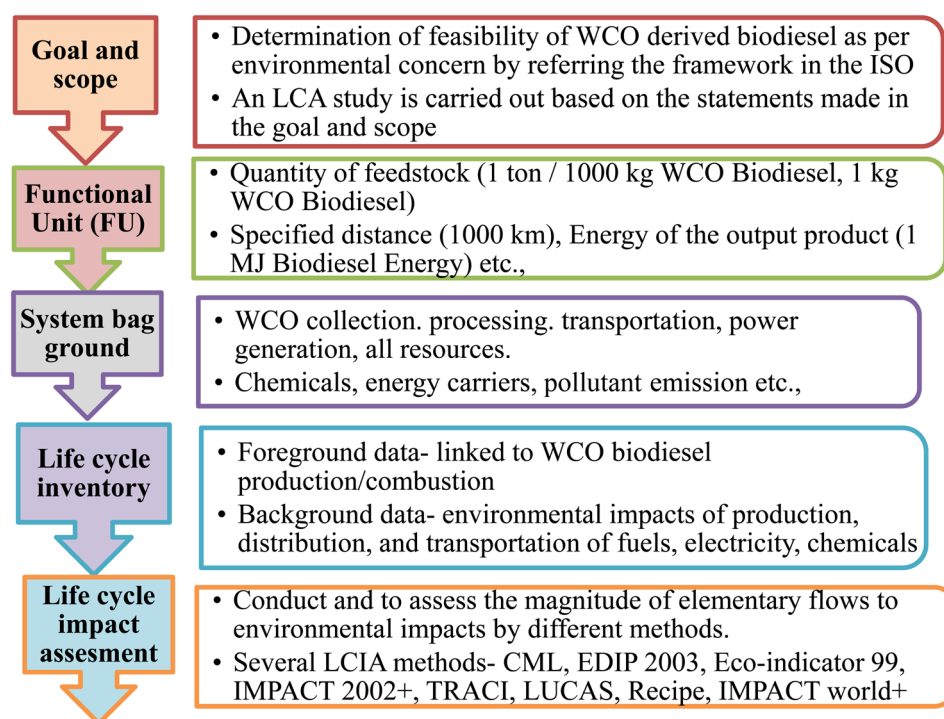 Goal and
scope
• Determination of feasibility of WCO derived biodiesel as per
environmental concern by referring the framework in the ISO
• An LCA study is carried out based on the statements made in
the goal and scope
Functional
Unit (FU)
• Quantity of feedstock (1 ton / 1000 kg WCO Biodiesel, 1 kg
WCO Biodiesel)
• Specified distance (1000 km), Energy of the output product (1
MJ Biodiesel Energy) etc.,
System bag
ground
• WCO collection. processing. transportation, power
generation, all resources.
• Chemicals, energy carriers, pollutant emission etc.,
Life cycle
inventory
• Foreground data- linked to WCO biodiesel
production/combustion
• Background data- environmental impacts of production,
distribution, and transportation of fuels, electricity, chemicals
Life cycle
impact
assesment
• Conduct and to assess the magnitude of elementary flows to
environmental impacts by different methods.
• Several LCIA methods- CML, EDIP 2003, Eco-indicator 99,
IMPACT 2002+, TRACI, LUCAS, Recipe, IMPACT world+